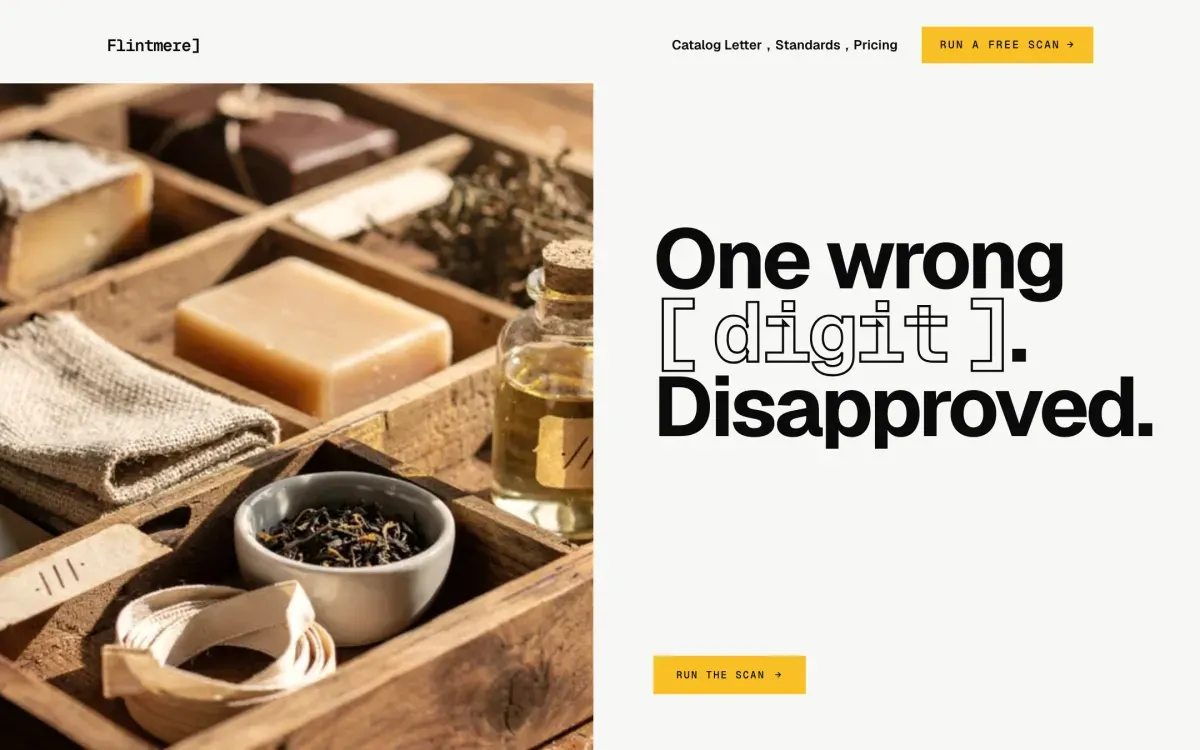 Flintmere]
Catalog Letter , Standards , Pricing
RUN A FREE SCAN →
One wrong
[ digit ].
Disapproved.
RUN THE SCAN →